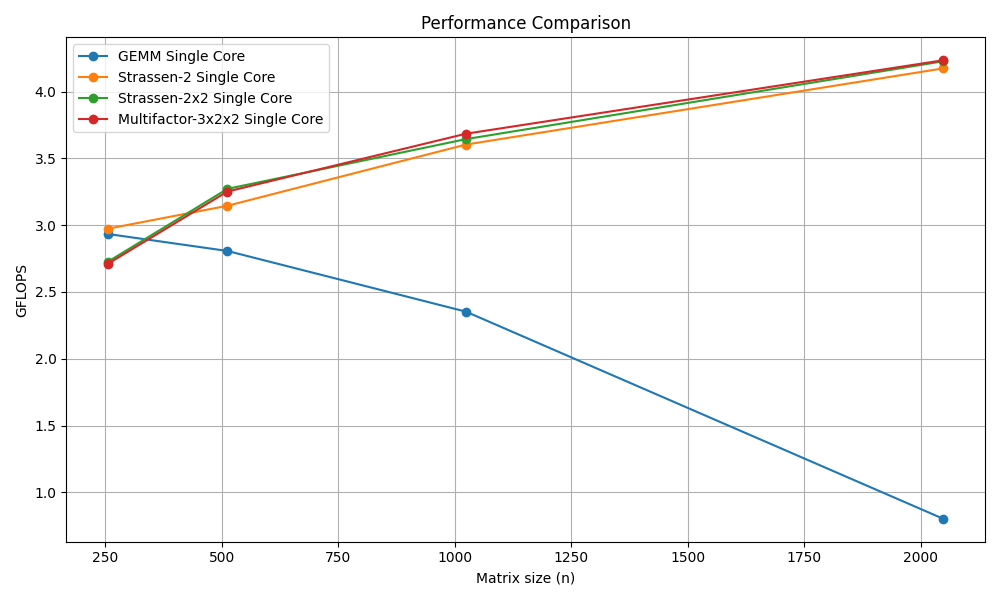 Performance Comparison
GEMM Single Core
Strassen-2 Single Core
Strassen-2x2 Single Core
Multifactor-3x2x2 Single Core
GFLOPS
4.0
3.5
3.0
2.5
2.0
1.5
1.0
250 500 750 1000 1250 1500 1750 2000
Matrix size (n)